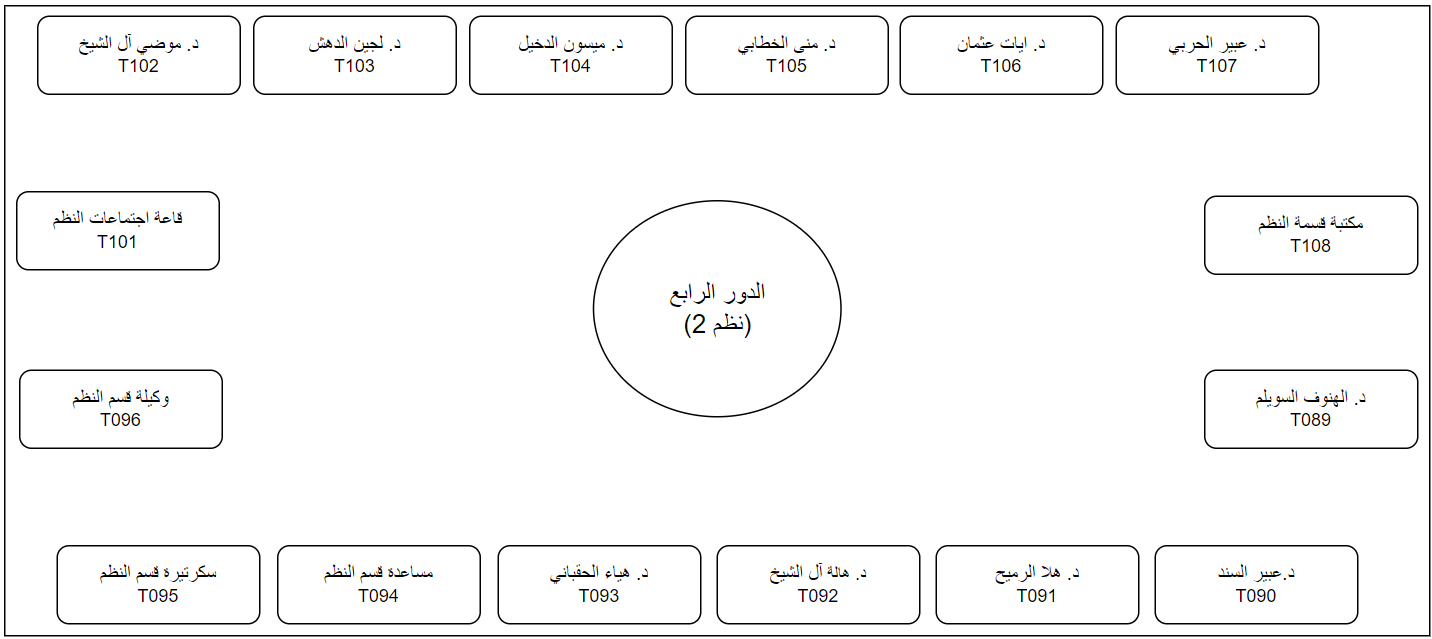 د. موضي آل الشيخ
T102
د. لجين الدهش
T103
د. ميسون الدخيل
T104
د. منى الخطابي
T105
د. ايات عثمان
T106
د. عبير الحربي
T107
قاعة اجتماعات النظم
T101
مكتبة قسمة النظم
T108
الدور الرابع
(نظم 2)
وكيلة قسم النظم
T096
د. الهنوف السويلم
T089
سكرتيرة قسم النظم
T095
مساعدة قسم النظم
T094
د. هياء الحقباني
T093
د. هالة آل الشيخ
T092
د. هلا الرميح
T091
د.عبير السند
T090